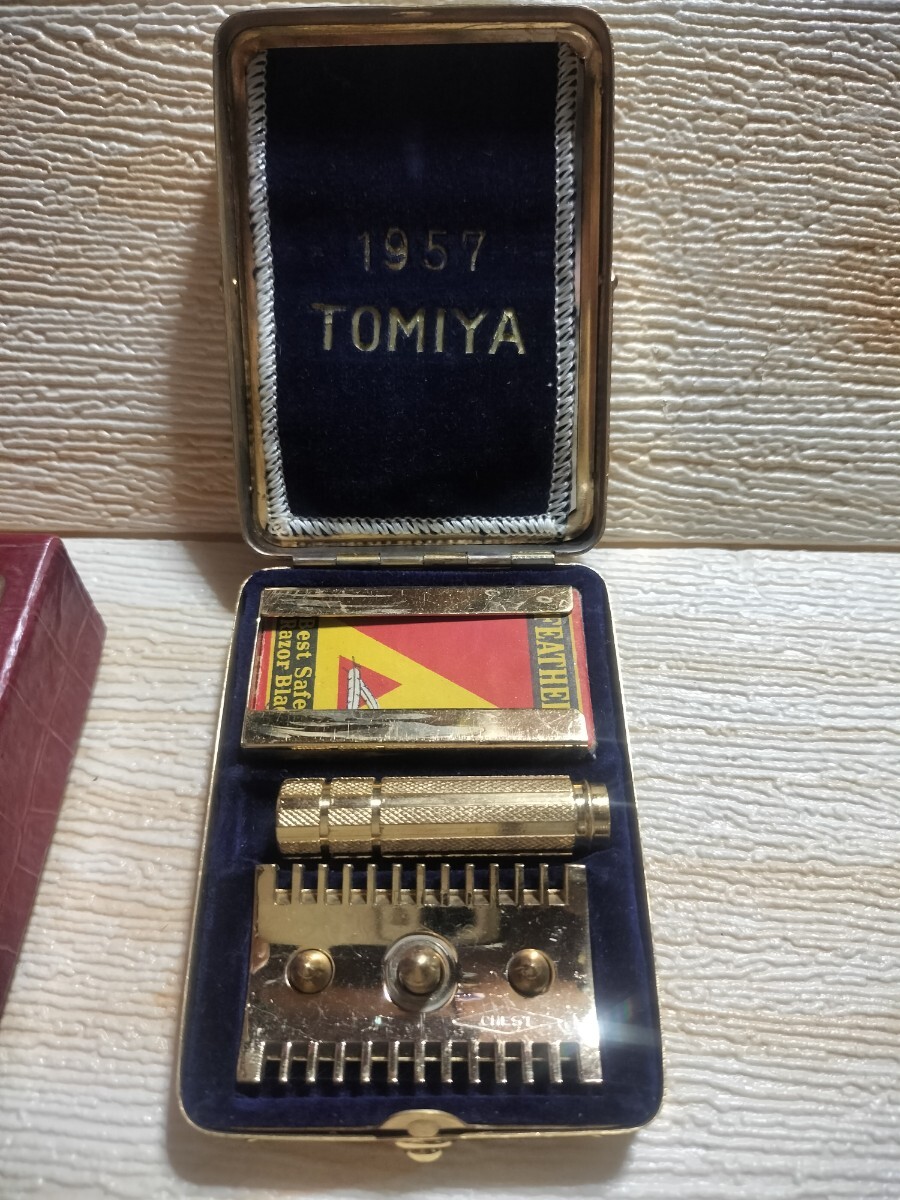 1957
TOMIYA
FEATHE
Best Safe
Razor Bla
CHEST